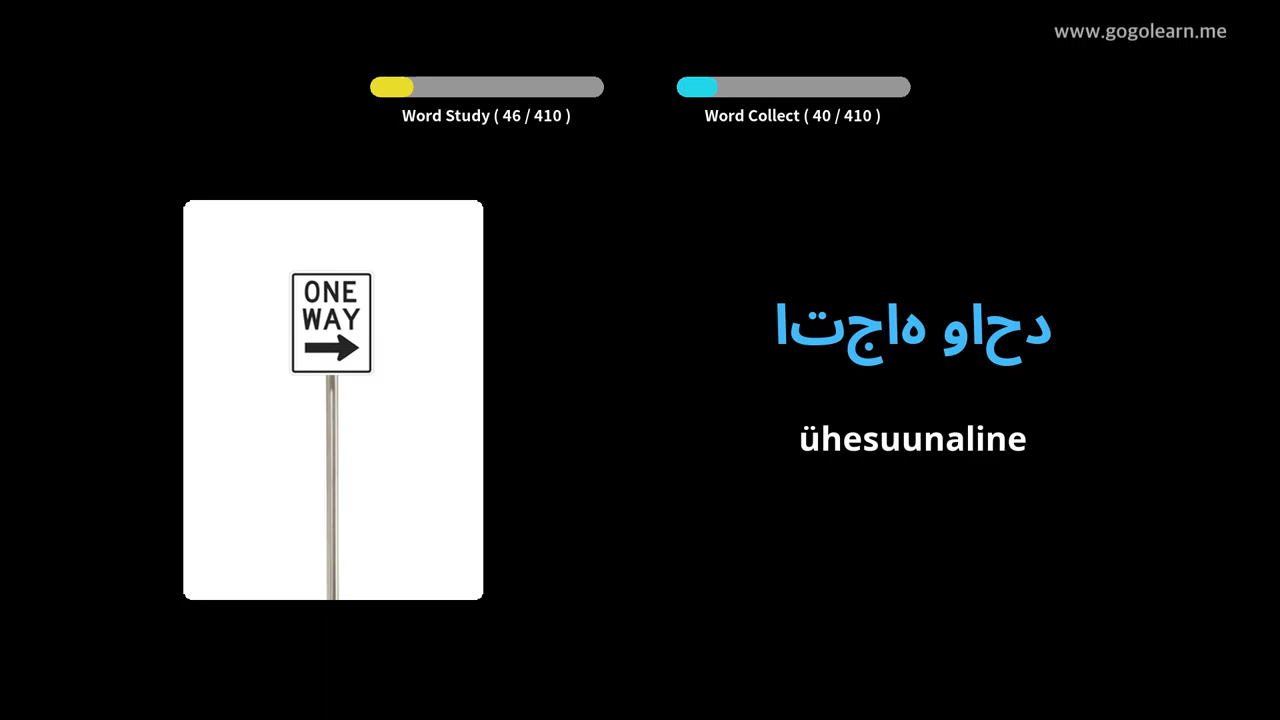 www.gogolearn.me
Word Study ( 46 / 410 )
Word Collect ( 40 / 410 )
ONE
WAY
اتجاه واحد
ühesuunaline